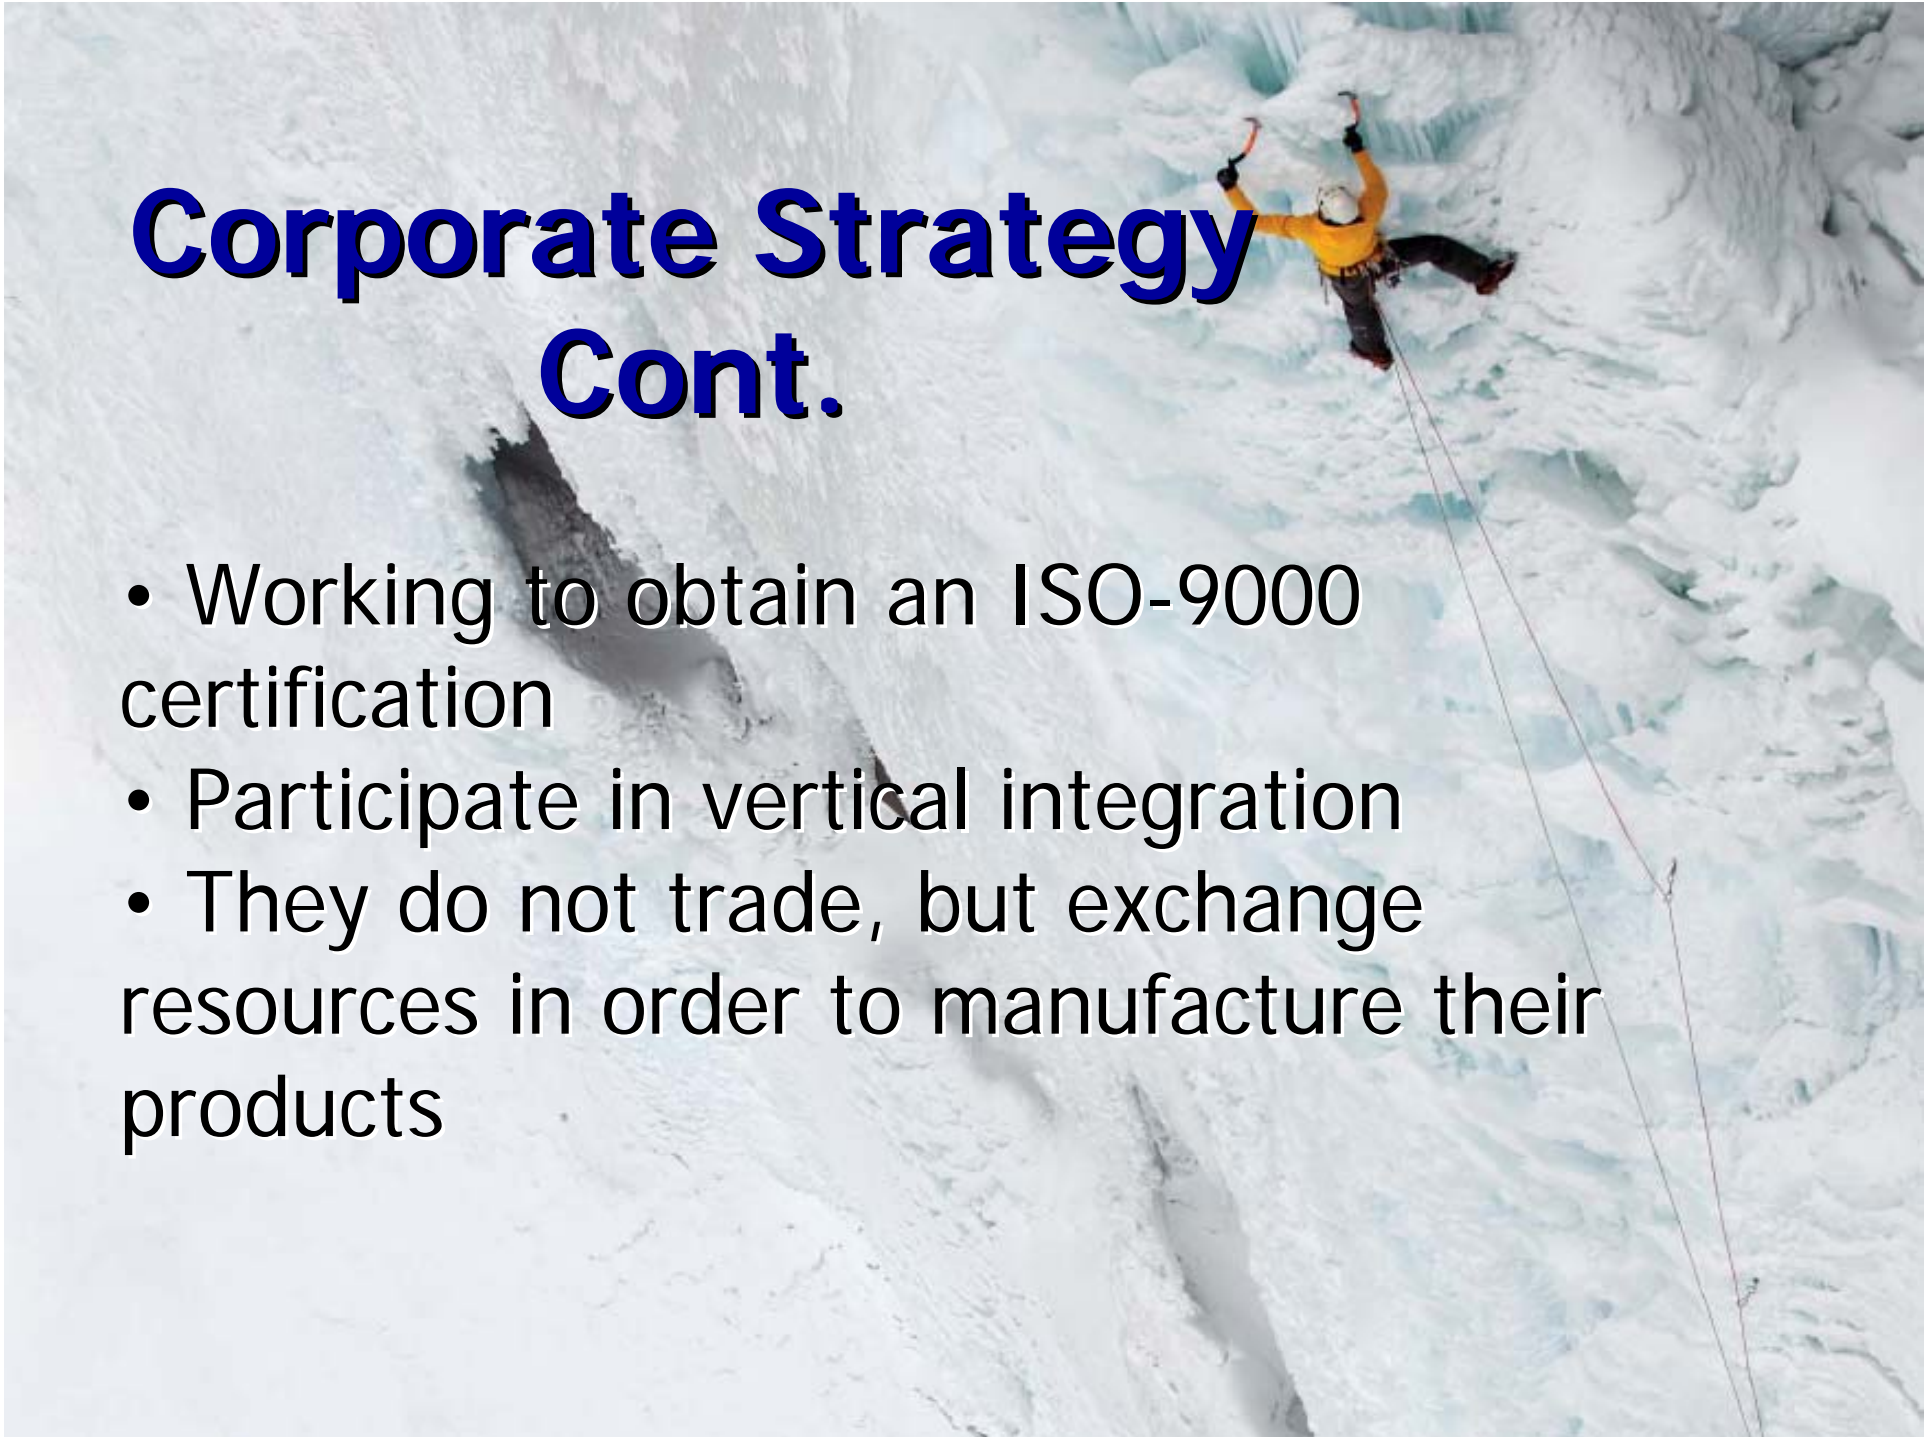 Corporate Strategy
Cont.
• Working to obtain an ISO-9000
certification
• Participate in vertical integration
• They do not trade, but exchange
resources in order to manufacture their
products